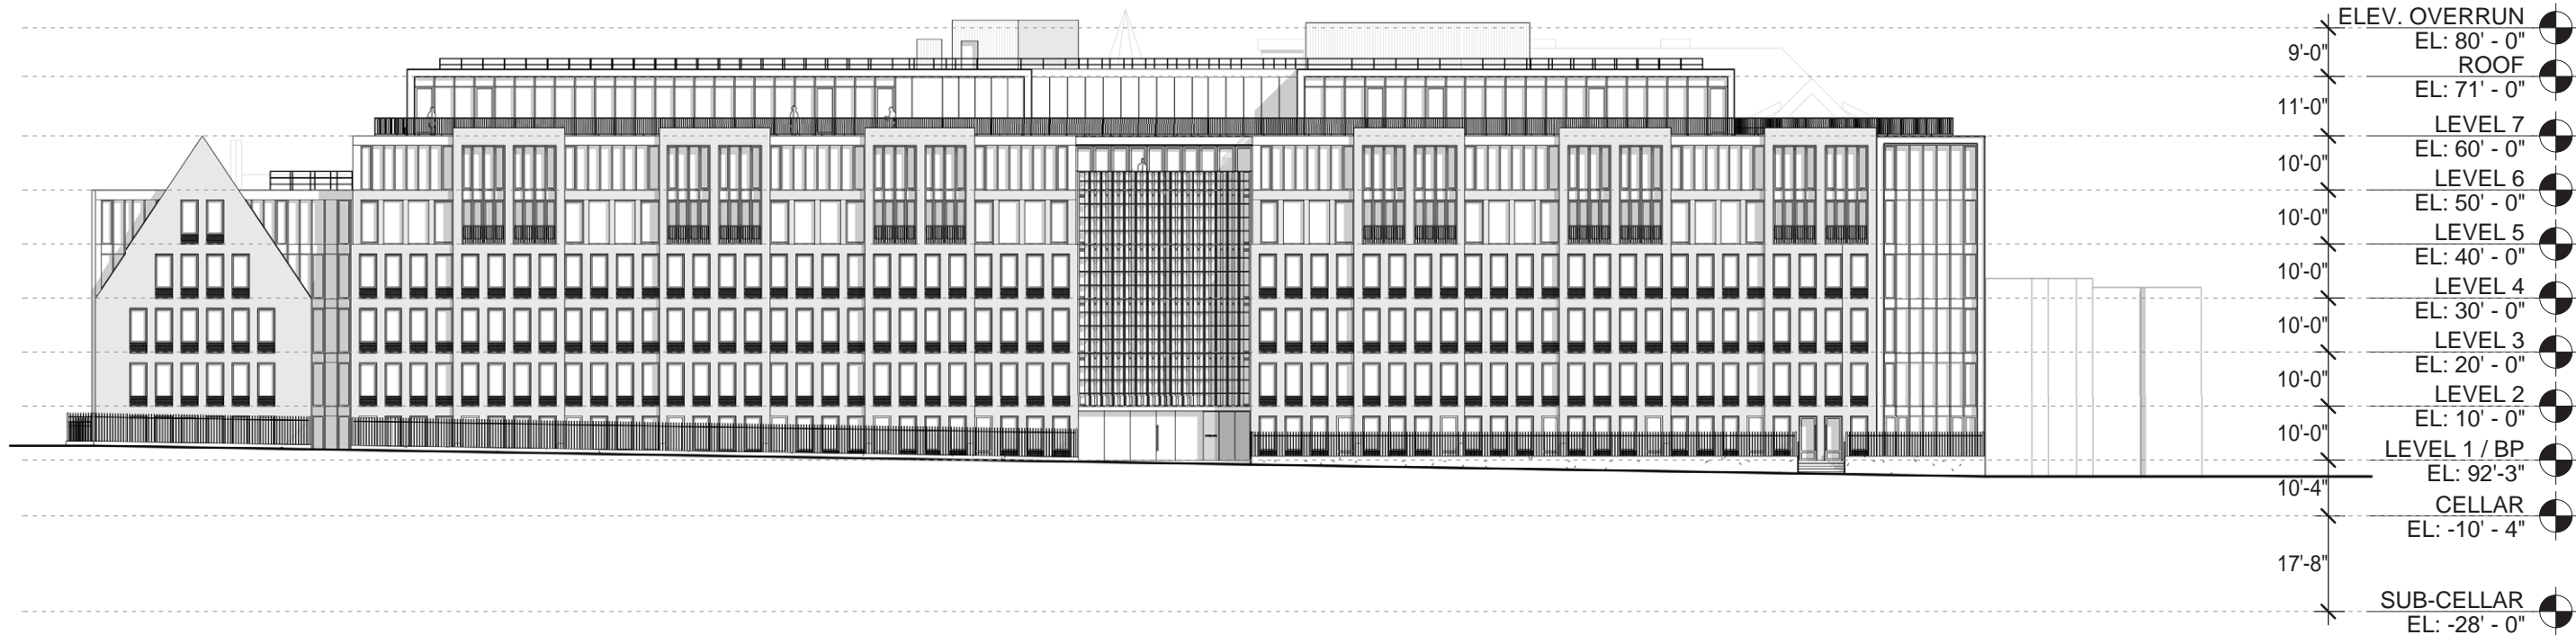 ELEV. OVERRUN
EL: 80' - 0"
9'-0"
ROOF
EL: 71' - 0"
11'-0"
LEVEL 7
EL: 60' - 0"
10'-0"
LEVEL 6
EL: 50' - 0"
10'-0"
LEVEL 5
EL: 40' - 0"
10'-0"
LEVEL 4
EL: 30' - 0"
10'-0"
LEVEL 3
EL: 20' - 0"
10'-0"
LEVEL 2
EL: 10' - 0"
10'-0"
LEVEL 1 / BP
EL: 92'-3"
10'-4"
CELLAR
EL: -10' - 4"
17'-8"
SUB-CELLAR
EL: -28' - 0"